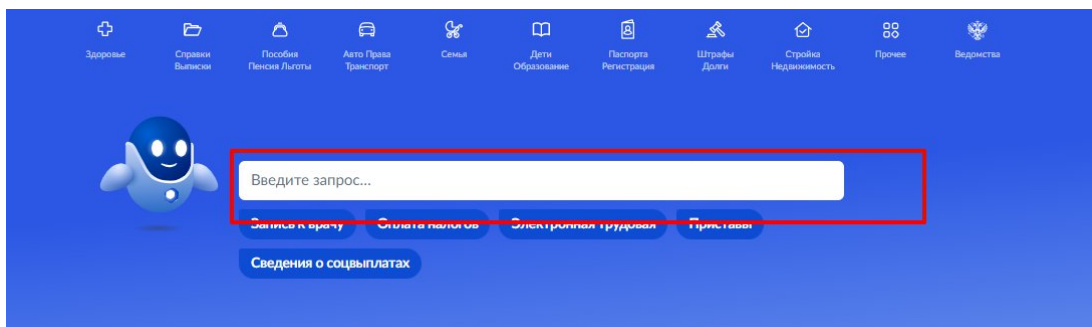 Здоровье
Справки
Выписки
Пособия
Пенсия Льготы
Авто Права
Транспорт
Семья
Дети
Образование
Паспорта
Регистрация
Штрафы
Долги
Стройка
Недвижимость
Прочее
Ведомства
Введите запрос...
Запись к врачу
Оплата налогов
Электронная трудовая
Приставы
Сведения о соцвыплатах